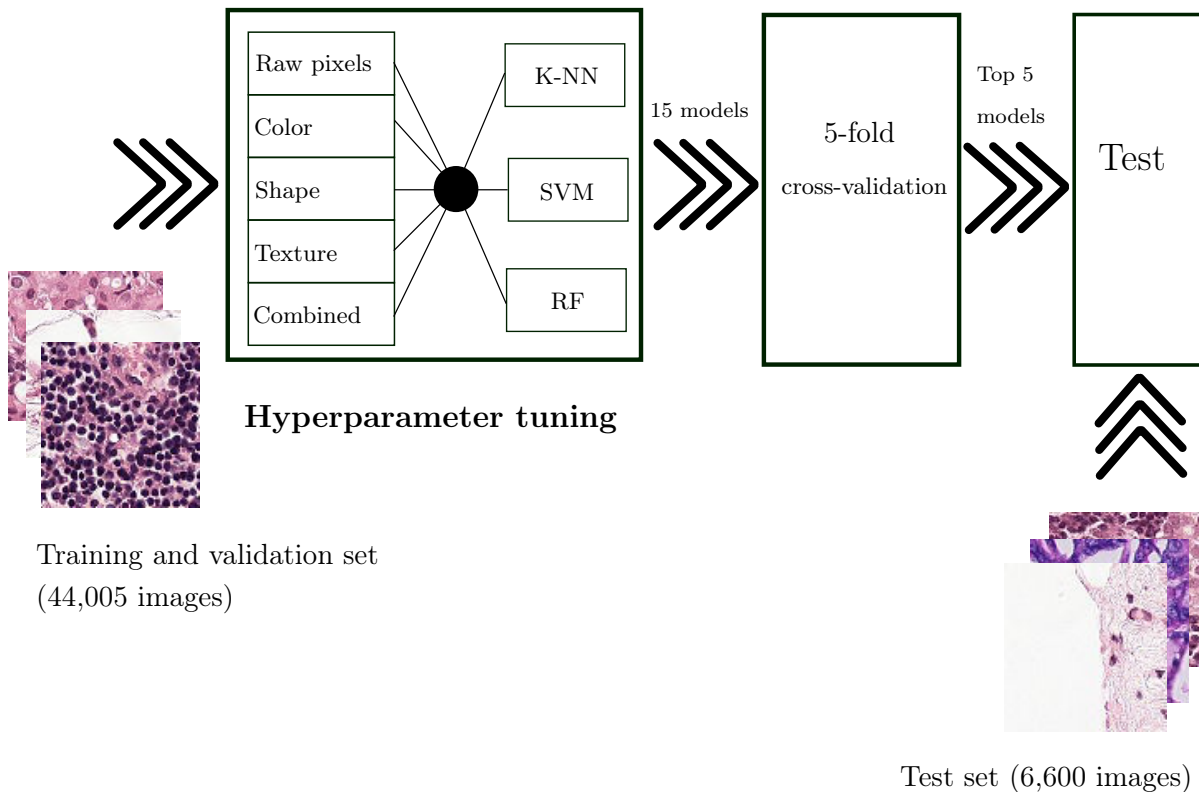 Raw pixels
Color
Shape
Texture
Combined
K-NN
SVM
RF
Hyperparameter tuning
15 models
5-fold
cross-validation
Top 5
models
Test
Training and validation set
(44,005 images)
Test set (6,600 images)